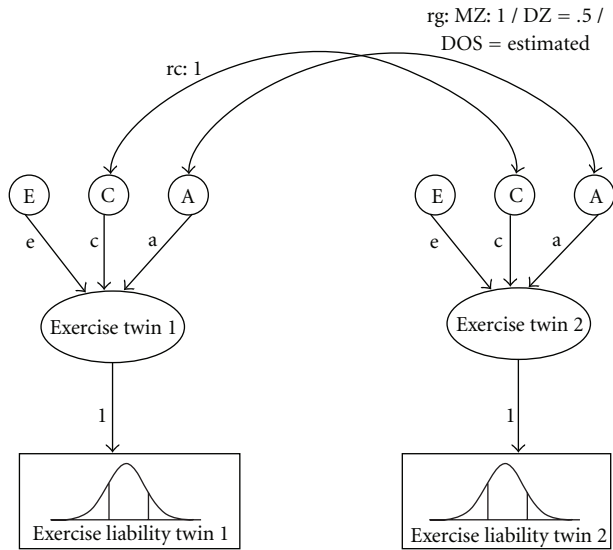 rg: MZ: 1 / DZ = .5 /
DOS = estimated
rc: 1
E
C
A
E
C
A
e
c
a
e
c
a
Exercise twin 1
Exercise twin 2
1
1
Exercise liability twin 1
Exercise liability twin 2